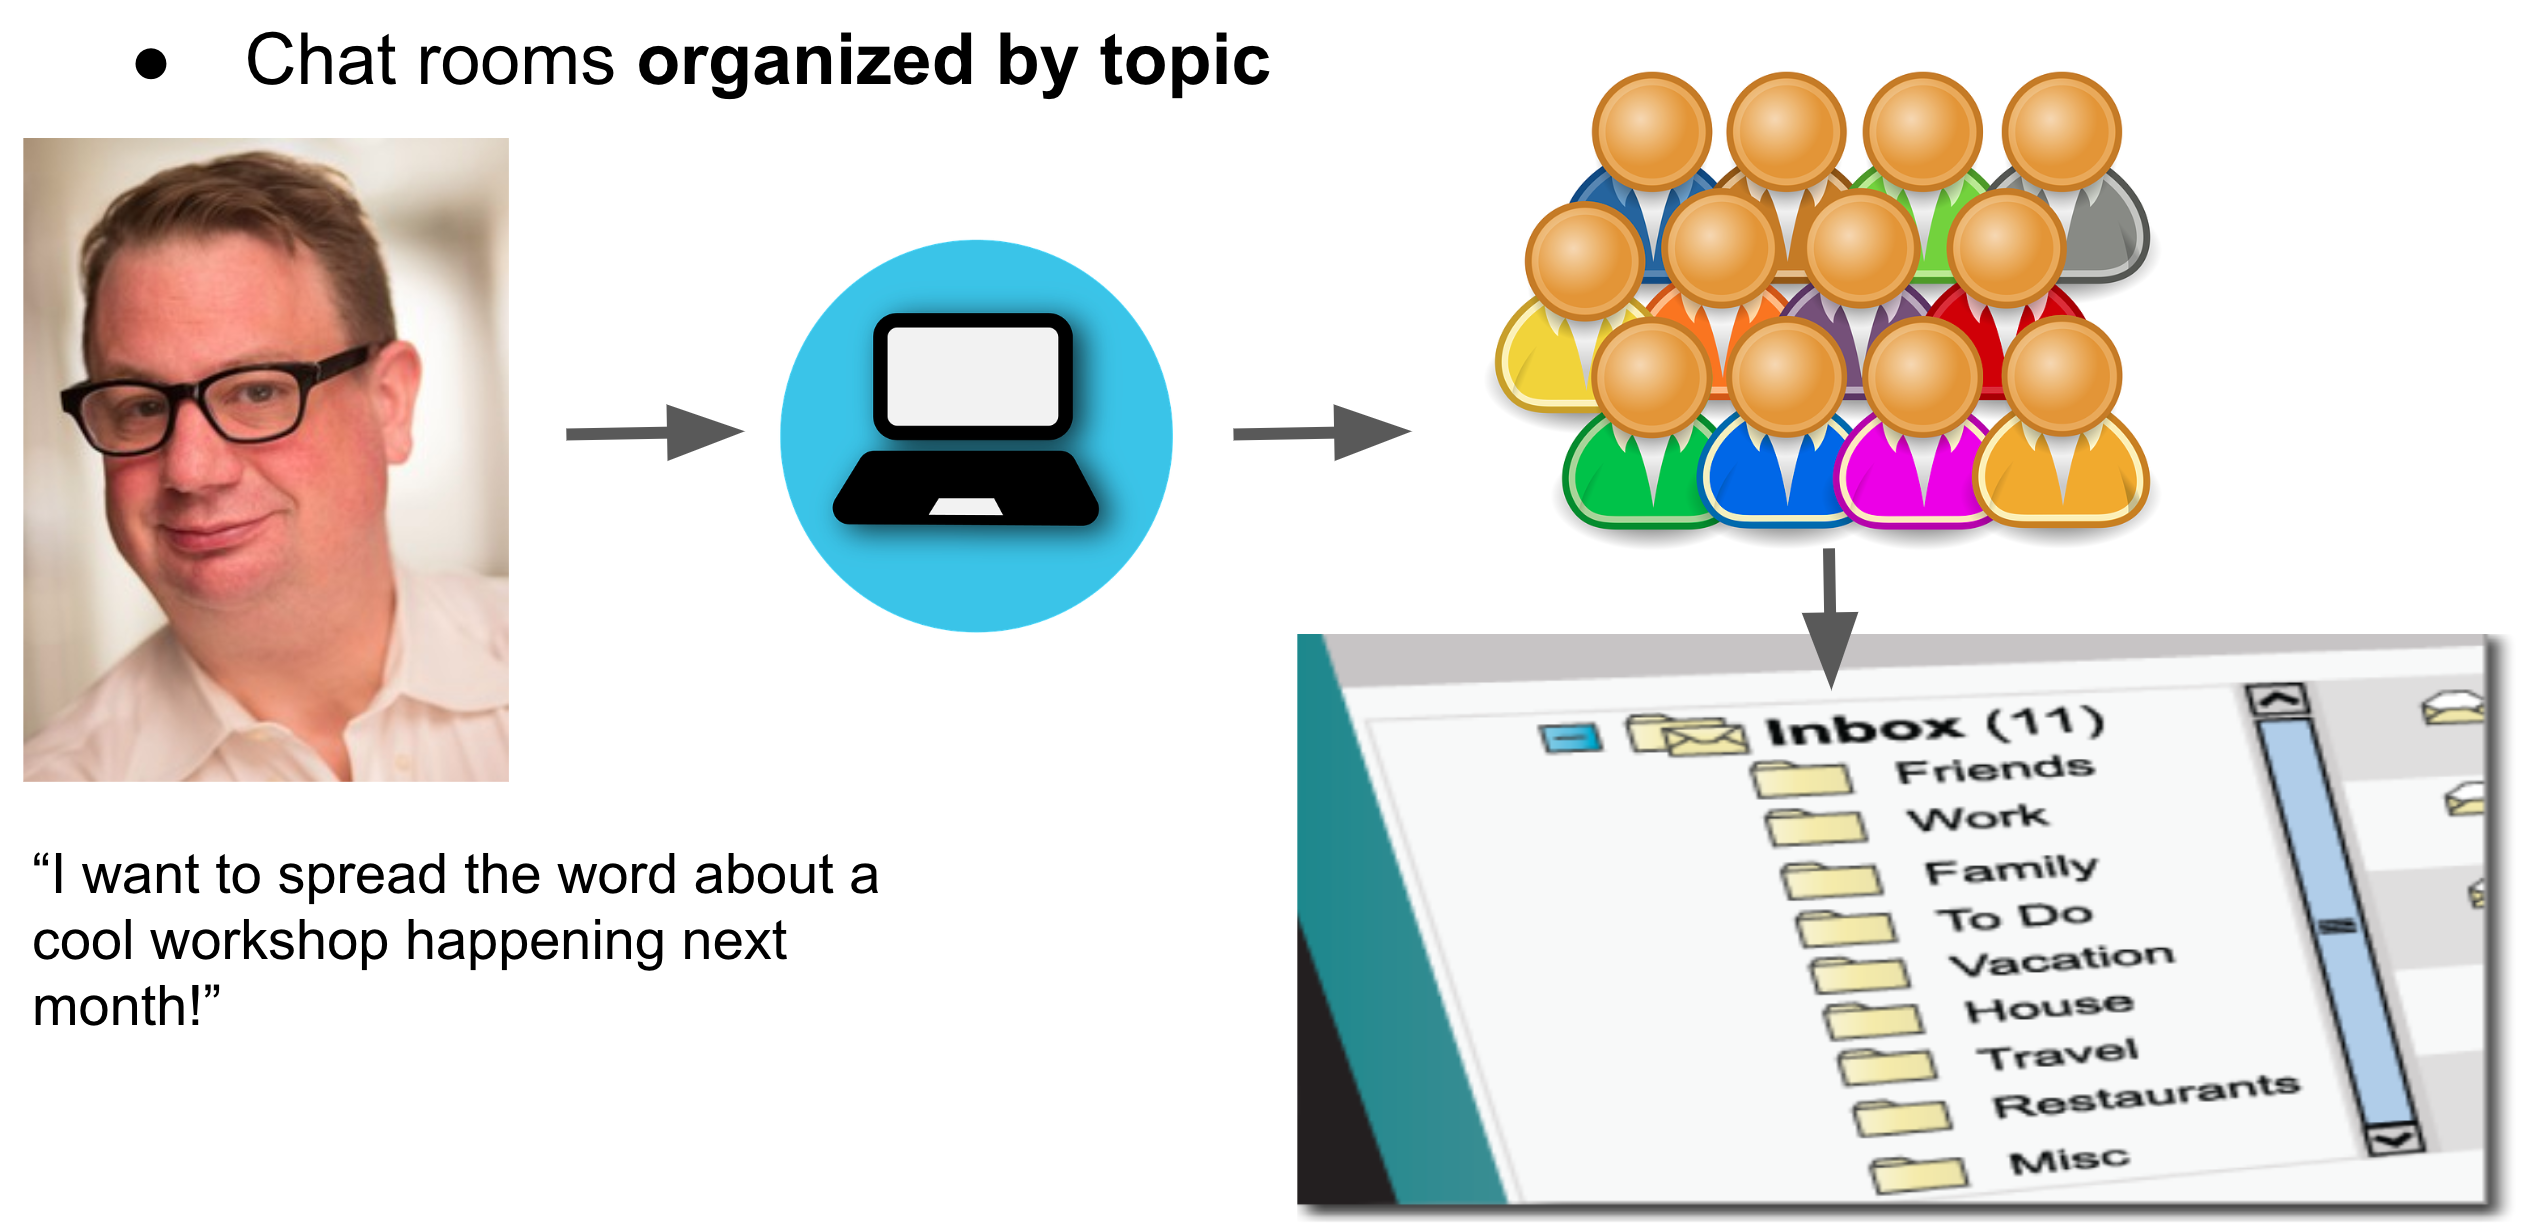 ● Chat rooms organized by topic
“I want to spread the word about a
cool workshop happening next
month!”
Inbox (11)
Friends
Work
Family
To Do
Vacation
House
Travel
Restaurants
Misc